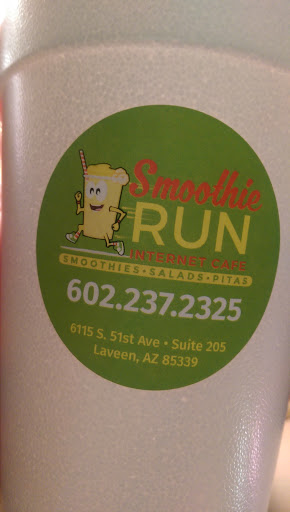 Smoothie
RUN
INTERNET CAFE
SMOOTHIES • SALADS • PITAS
602.237.2325
6115 S. 51st Ave • Suite 205
Laveen, AZ 85339